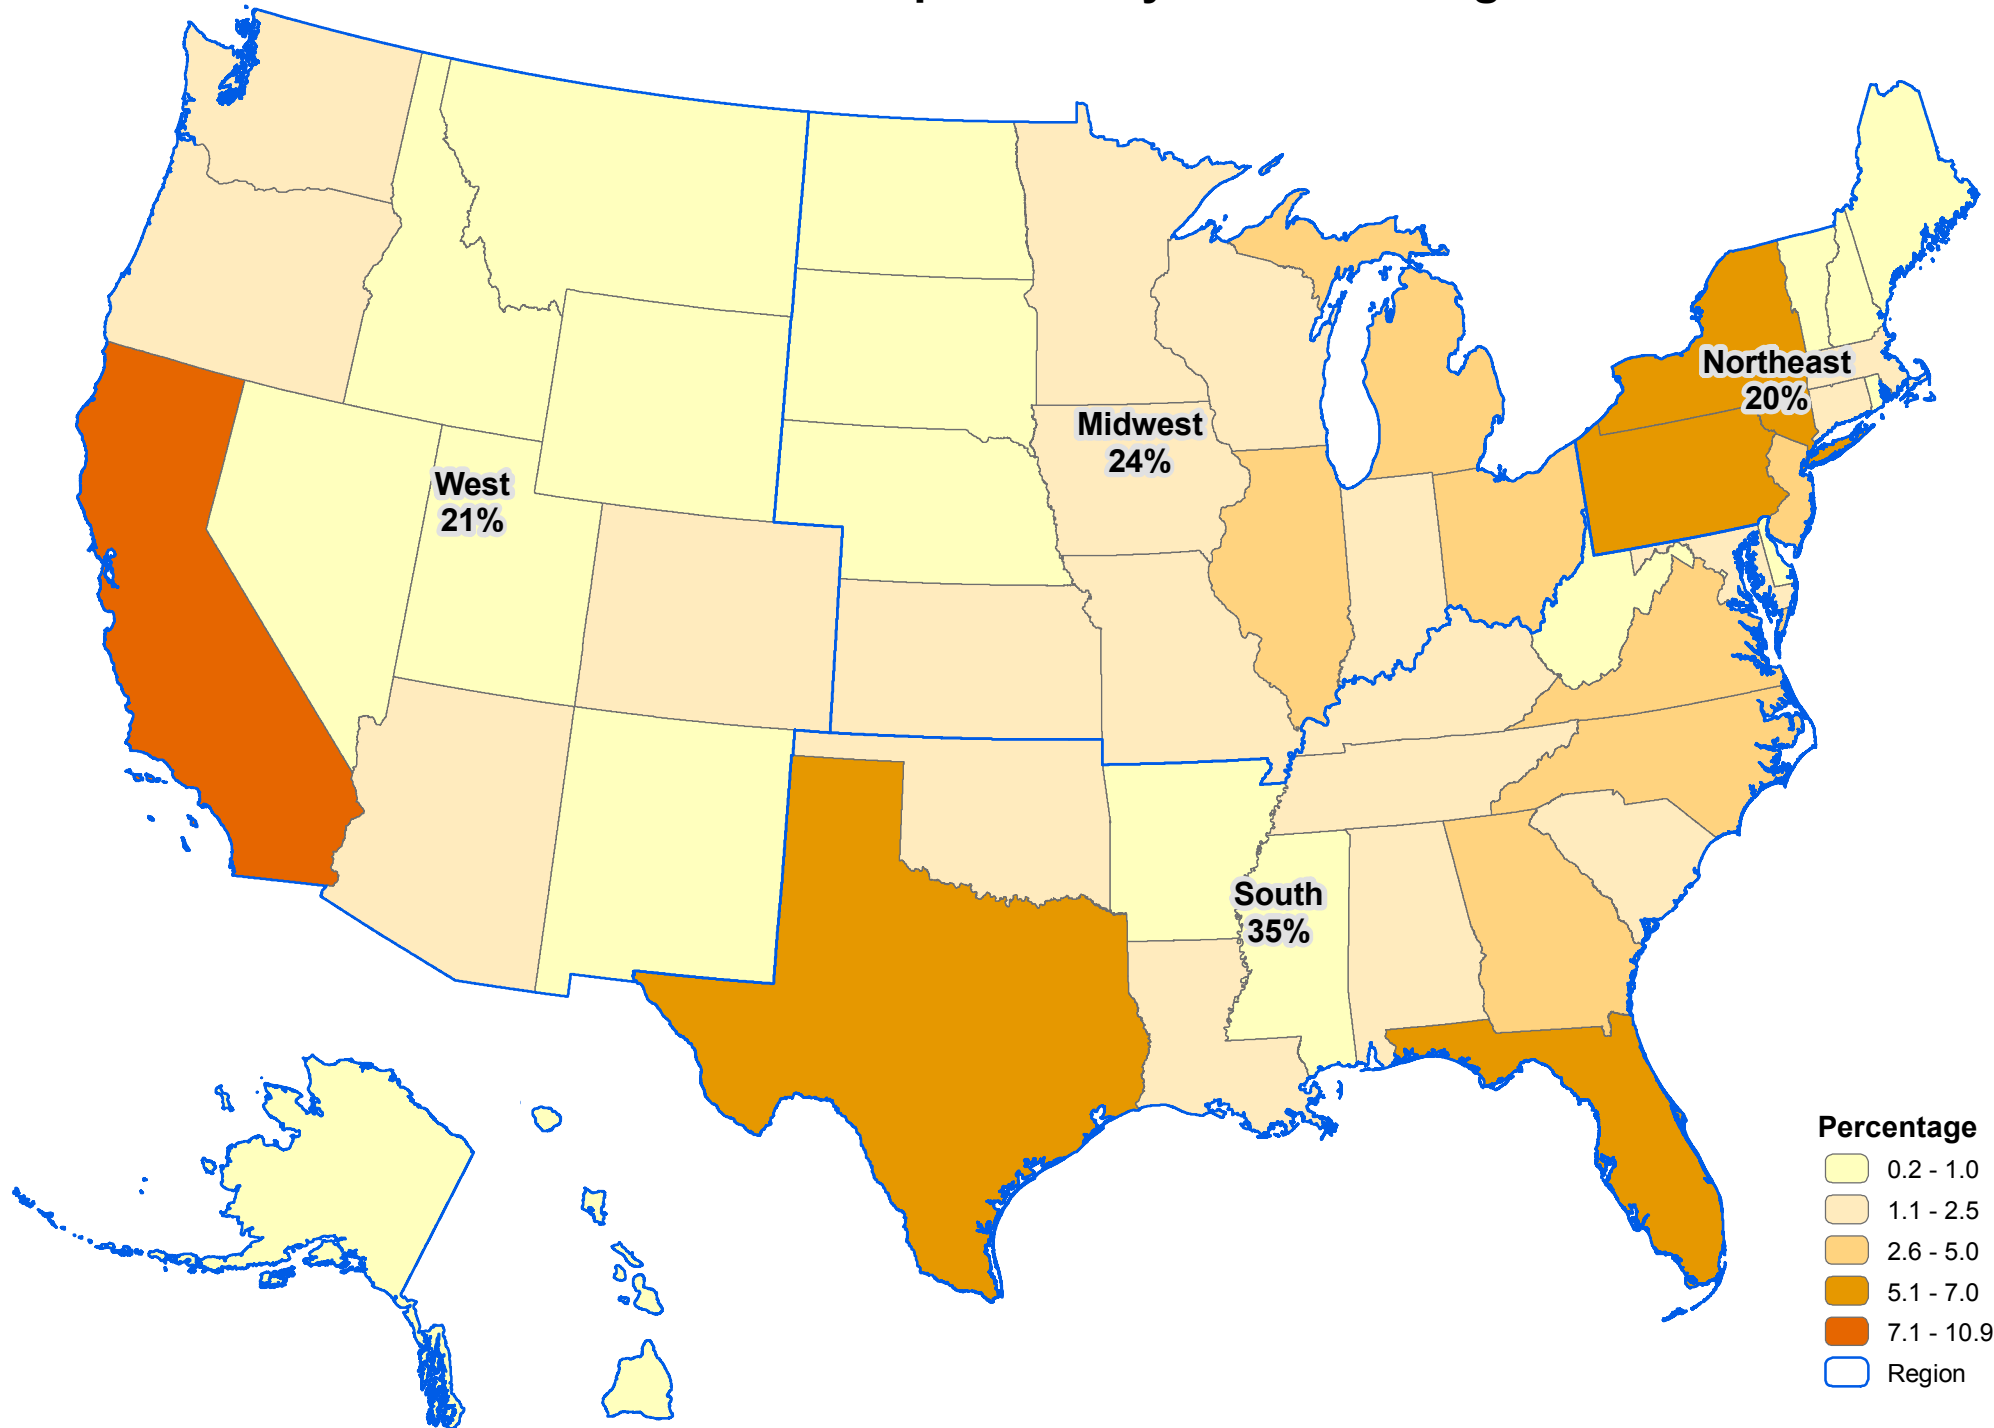 Northeast
20%
Midwest
24%
West
21%
South
35%
Percentage
0.2 - 1.0
1.1 - 2.5
2.6 - 5.0
5.1 - 7.0
7.1 - 10.9
Region